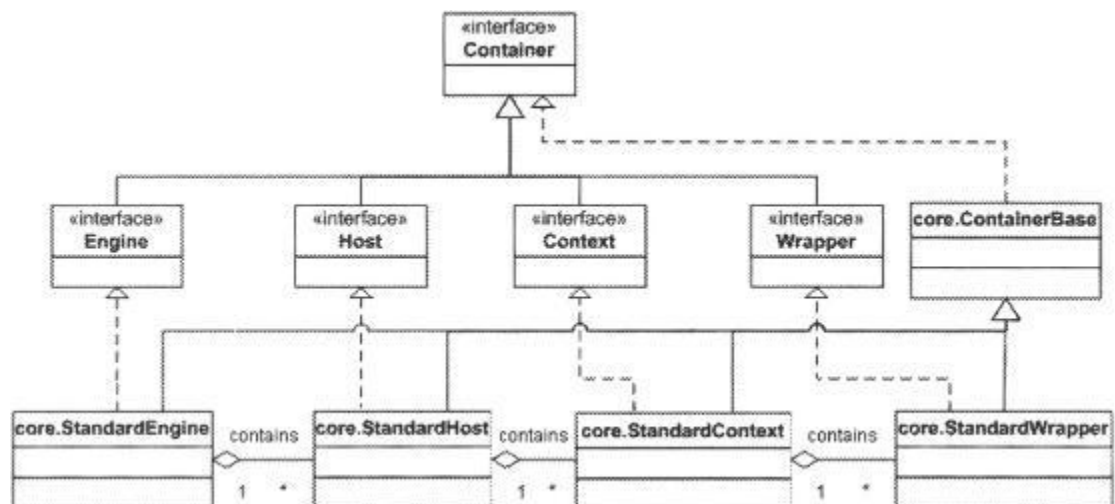 «interface»
Container
«interface»
Engine
«interface»
Host
«interface»
Context
«interface»
Wrapper
core.ContainerBase
core.StandardEngine
contains
1 *
core.StandardHost
contains
1 *
core.StandardContext
contains
1 *
core.StandardWrapper